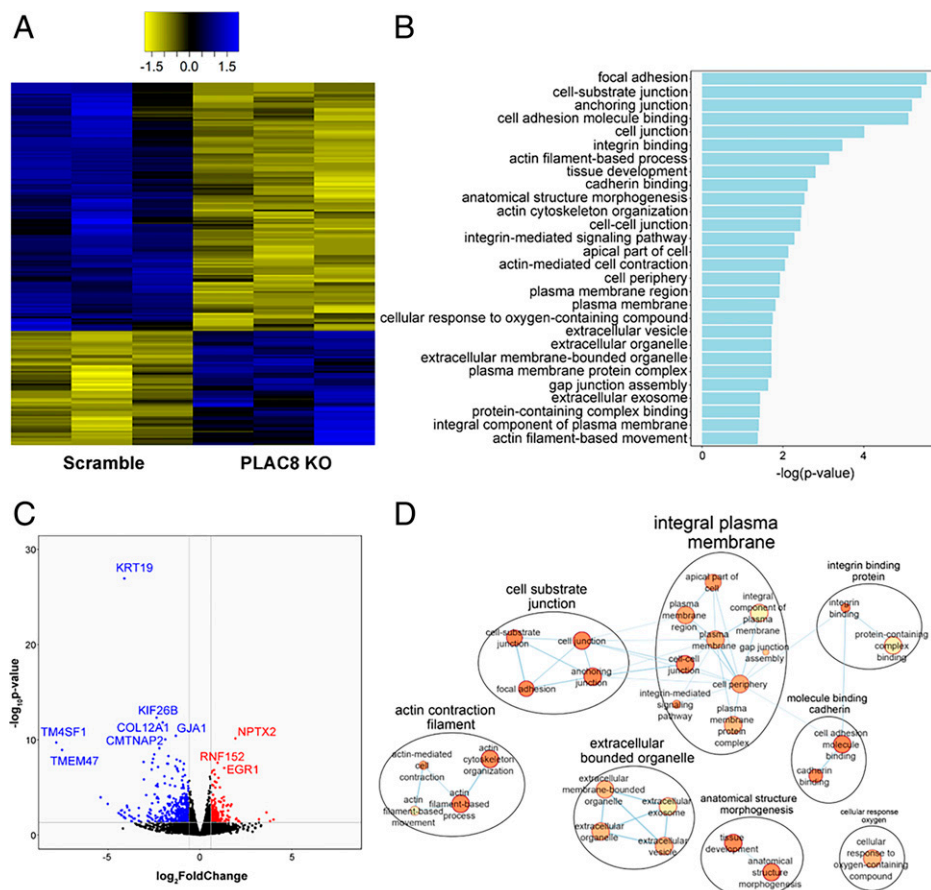 A
-1.5 0.0 1.5
Scramble PLAC8 KO
B
focal adhesion
cell-substrate junction
anchoring junction
cell adhesion molecule binding
cell junction
integrin binding
actin filament-based process
tissue development
cadherin binding
anatomical structure morphogenesis
actin cytoskeleton organization
cell-cell junction
integrin-mediated signaling pathway
apical part of cell
actin-mediated cell contraction
cell periphery
plasma membrane region
plasma membrane
cellular response to oxygen-containing compound
extracellular vesicle
extracellular organelle
extracellular membrane-bounded organelle
plasma membrane protein complex
gap junction assembly
extracellular exosome
protein-containing complex binding
integral component of plasma membrane
actin filament-based movement
0 2 4
-log(p-value)
C
30
20
10
0
-log10p-value
KRT19
KIF26B
COL12A1 GJA1
TM4SF1
CMTNAP2
TMEM47
NPTX2
RNF152
EGR1
-5 0 5
log2FoldChange
D
integral plasma
membrane
apical part of
cell
plasma
membrane
region
integral
component of
plasma membrane
plasma
membrane
gap junction
assembly
cell-cell
junction
cell periphery
integrin-mediated
signaling
pathway
plasma
membrane
protein complex
cell substrate
junction
cell-substrate
junction
cell junction
anchoring
junction
focal adhesion
integrin binding
protein
integrin
binding
protein-containing
complex
binding
molecule binding
cadherin
cell adhesion
molecule
binding
cadherin
binding
actin contraction
filament
actin-mediated
cell
contraction
actin
cytoskeleton
organization
actin
filament-based
movement
actin
filament-based
process
extracellular
bounded organelle
extracellular
membrane-bounded
organelle
extracellular
exosome
extracellular
organelle
extracellular
vesicle
anatomical structure
morphogenesis
tissue
development
anatomical
structure
morphogenesis
cellular response
oxygen
cellular
response to
oxygen-containing
compound